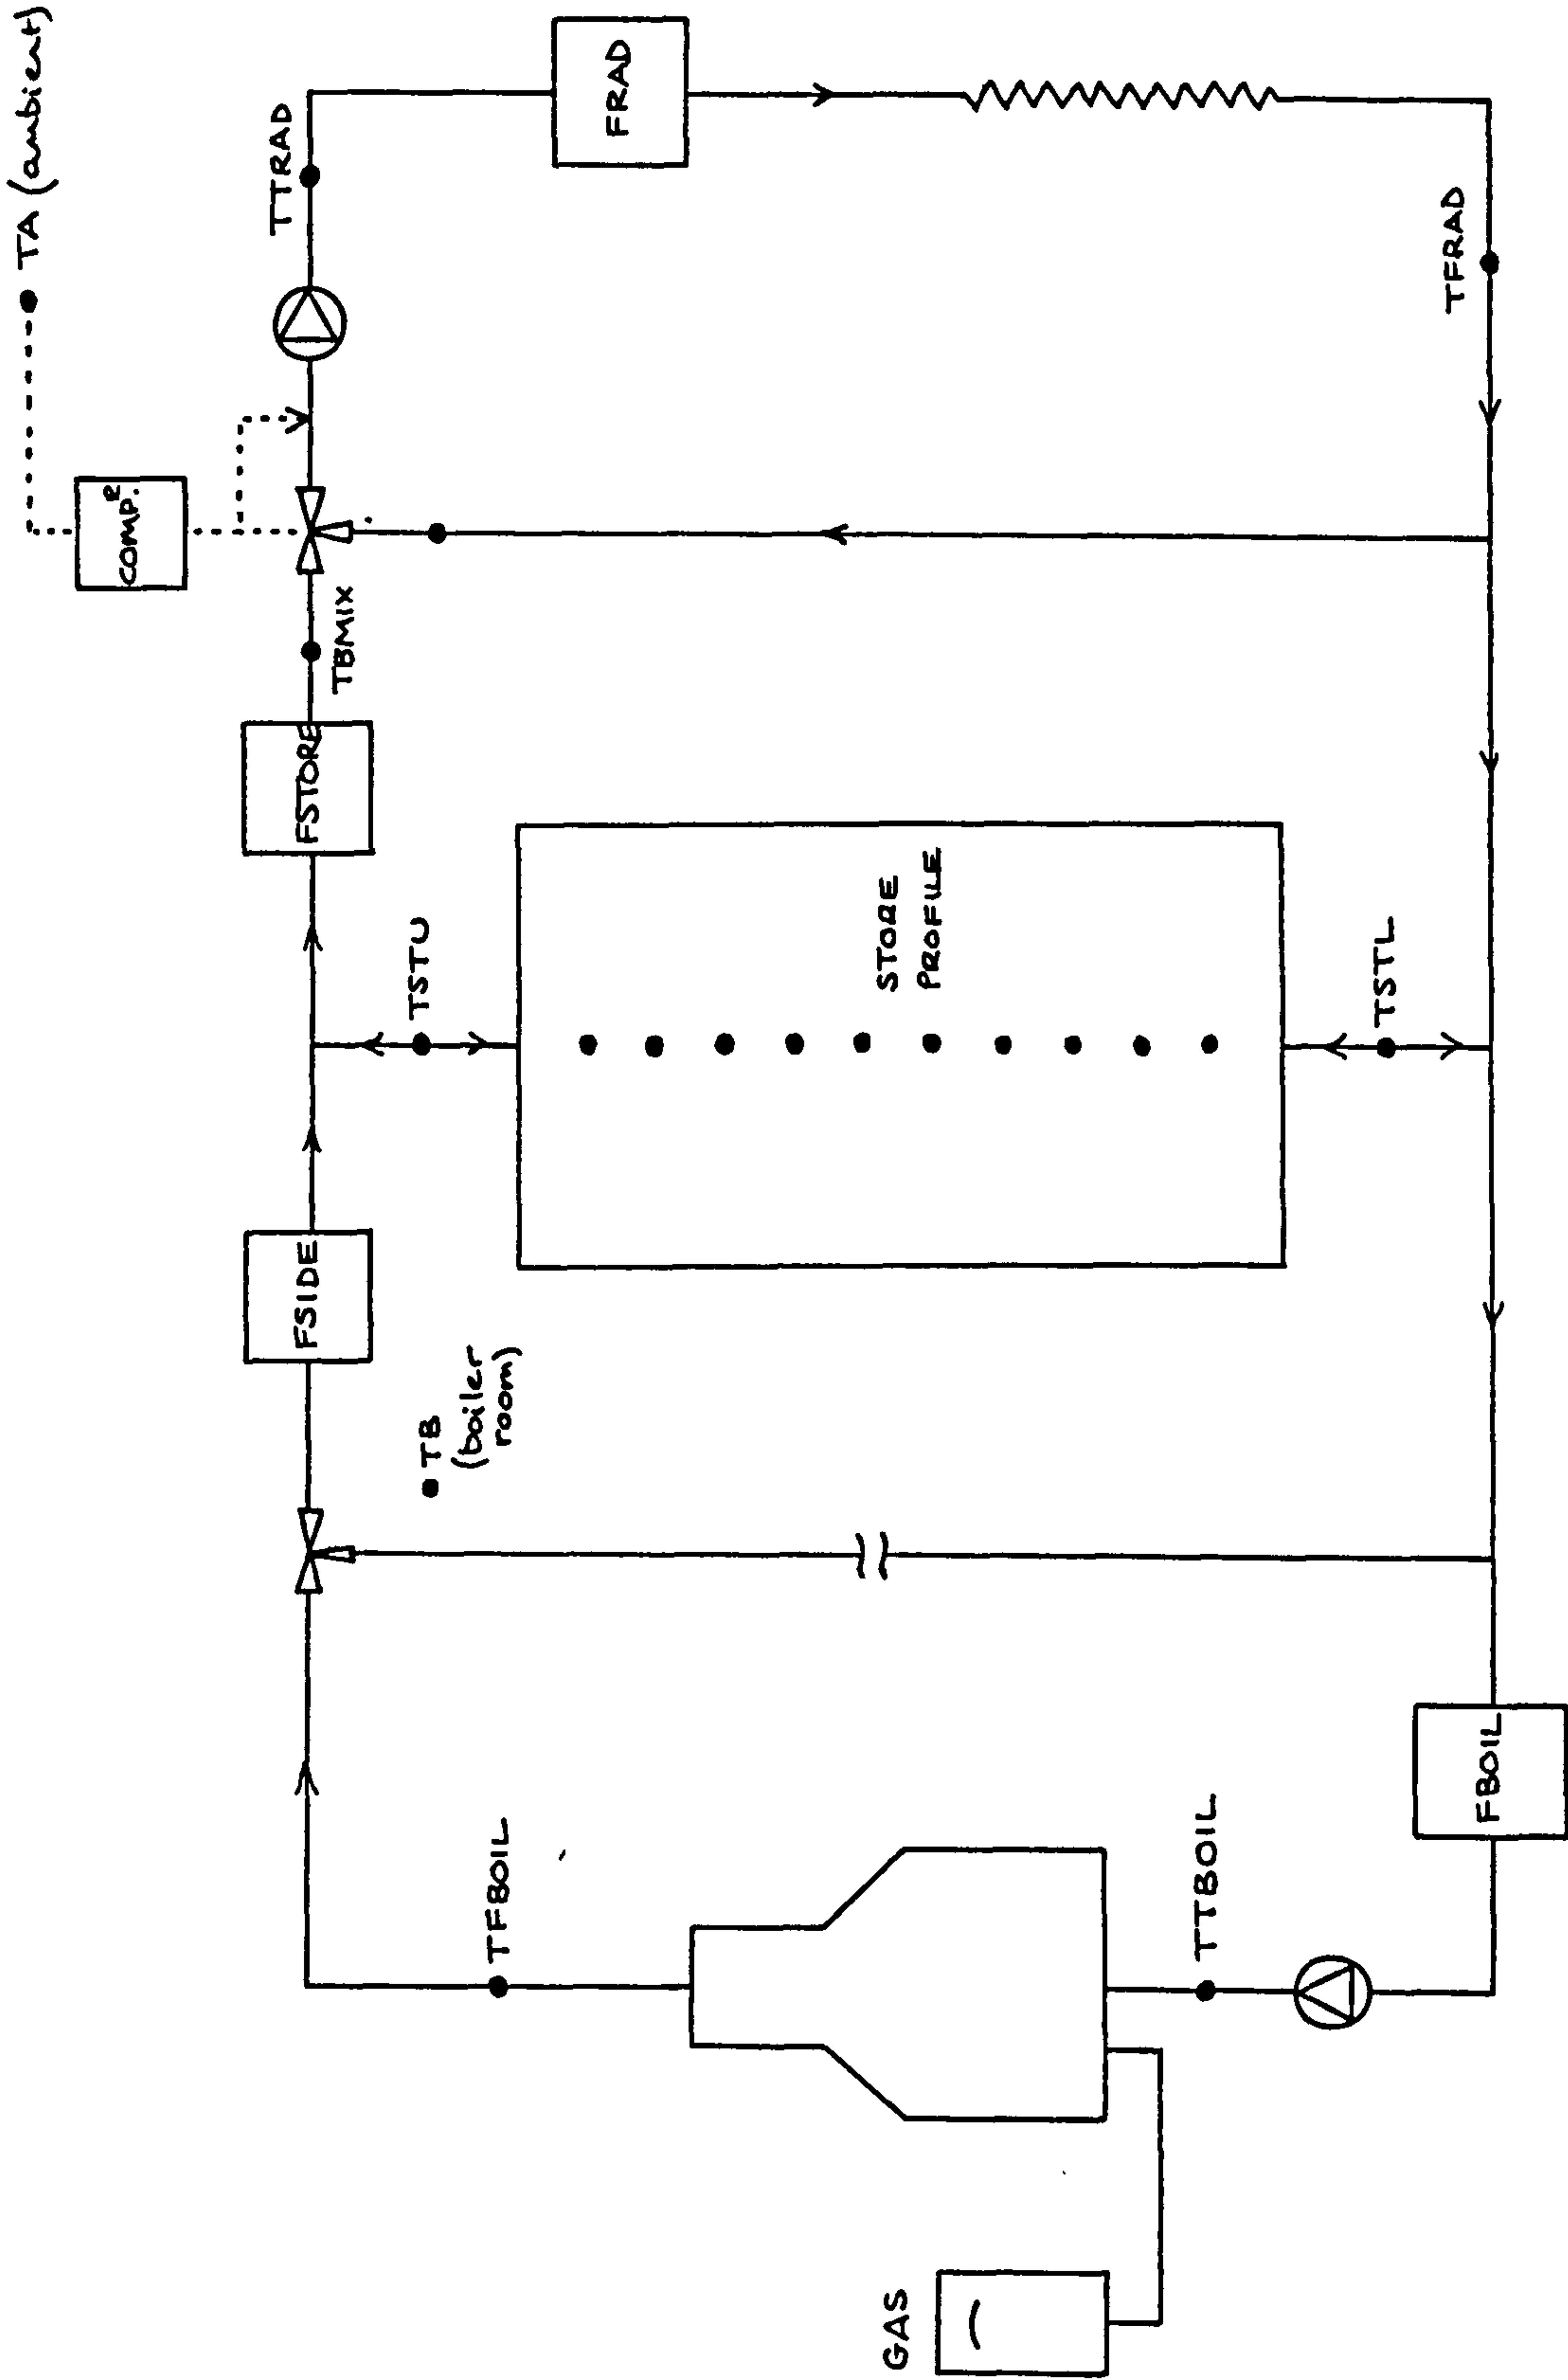 TA (ambient)
COMPR.
TTRAD
FRAD
TBMIX
FSTORE
FSIDE
TSTU
STORE
PROFILE
TSTL
TFRAD
TB
(boiler
room)
TFBOIL
TTBOIL
FBOIL
GAS